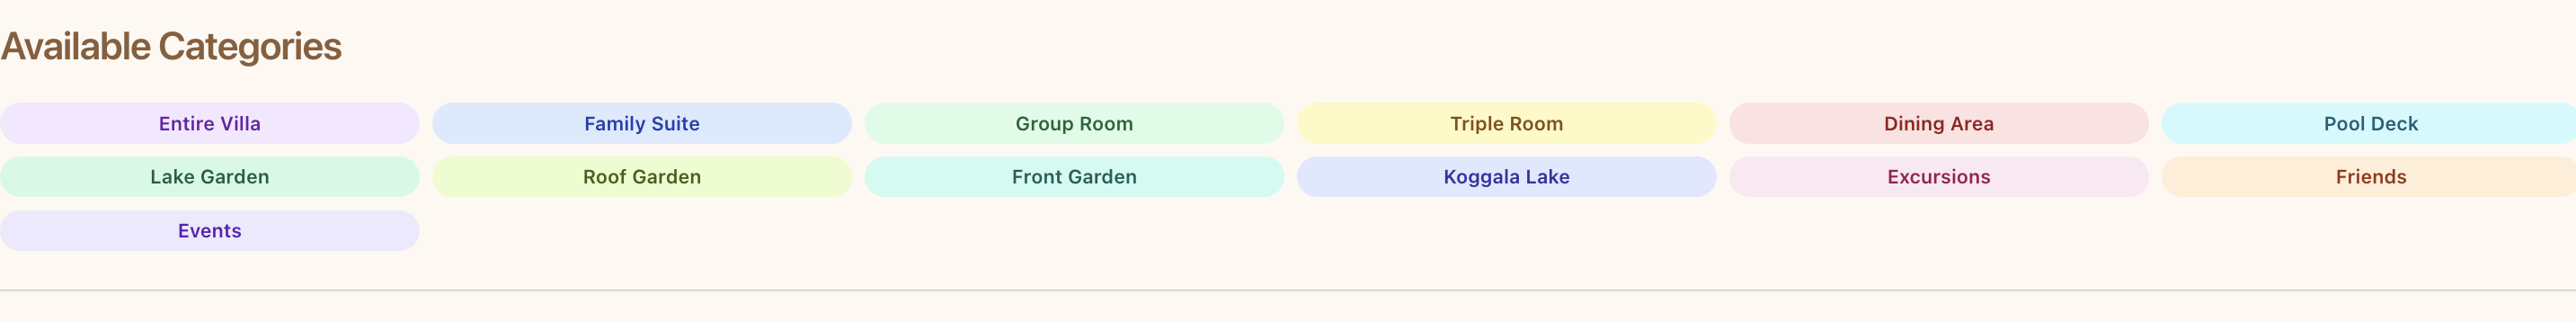 Available Categories
Entire Villa Family Suite Group Room Triple Room Dining Area Pool Deck
Lake Garden Roof Garden Front Garden Koggala Lake Excursions Friends
Events